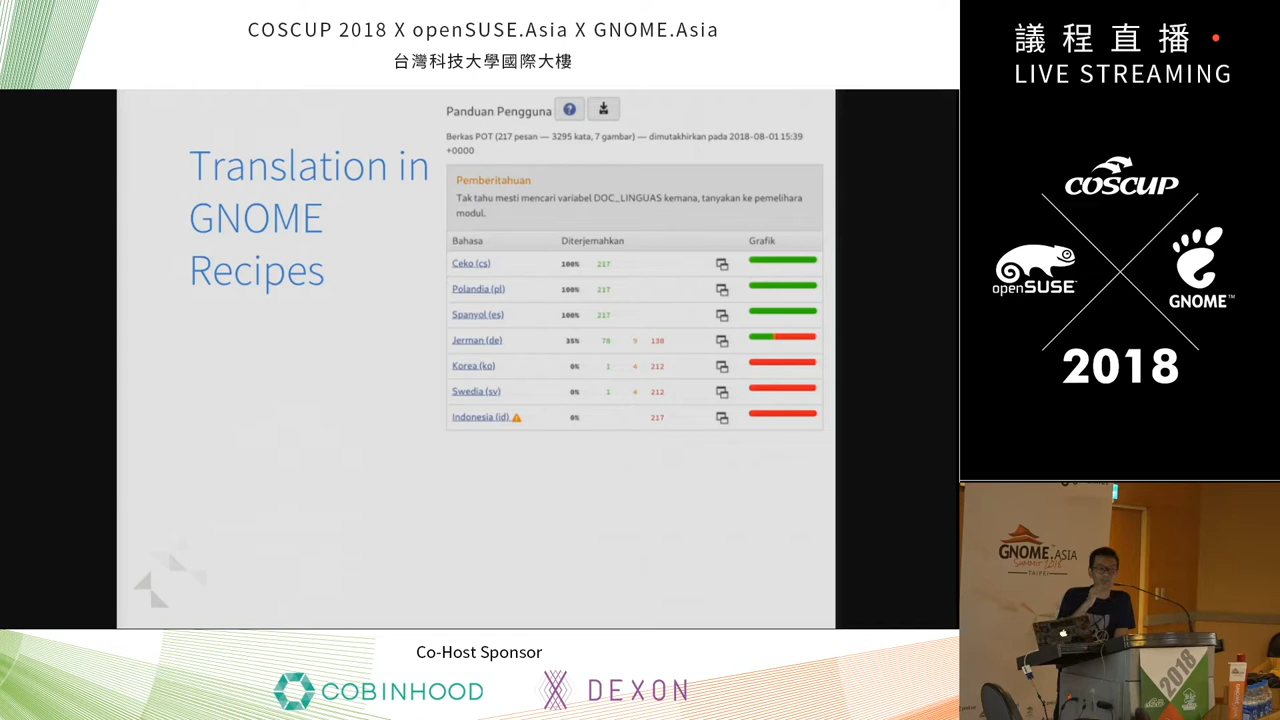 COSCUP 2018 X openSUSE.Asia X GNOME.Asia
台灣科技大學國際大樓
議程直播
LIVE STREAMING
Translation in
GNOME
Recipes
Panduan Pengguna
Berkas POT (217 pesan — 3295 kata, 7 gambar) — dimutakhirkan pada 2018-08-01 15:39
+0000
Pemberitahuan
Tak tahu mesti mencari variabel DOC_LINGUAS kemana, tanyakan ke pemelihara
modul.
Bahasa Diterjemahkan Grafik
Ceko (cs) 100% 217
Polandia (pl) 100% 217
Spanyol (es) 100% 217
Jerman (de) 35% 78 9 130
Korea (ko) 0% 1 4 212
Swedia (sv) 0% 1 4 212
Indonesia (id) 0% 217
COSCUP
openSUSE
GNOME™
2018
GNOME.ASIA
SUMMIT 2018
TAIPEI
2018
Co-Host Sponsor
COBINHOOD
DEXON